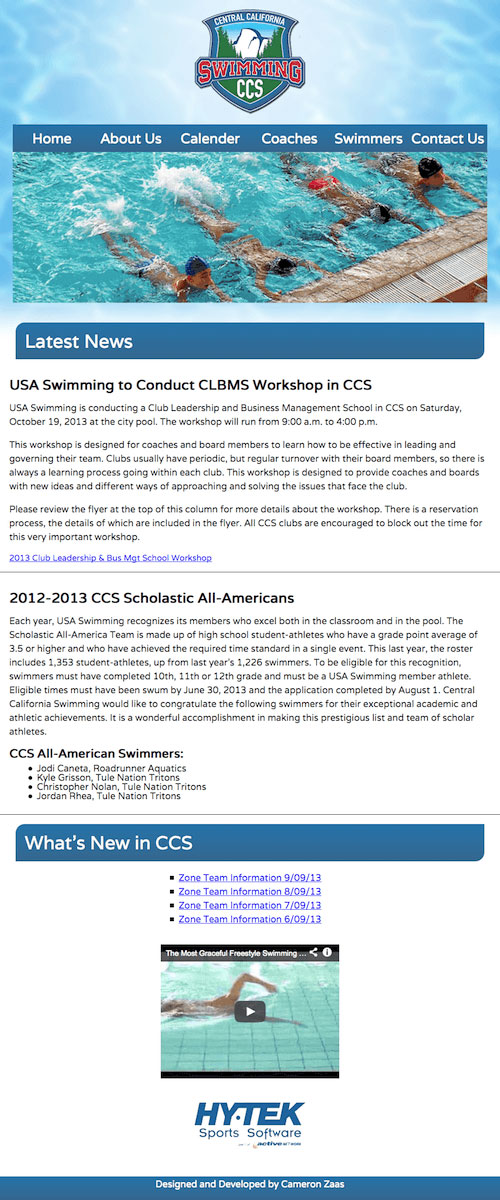 CENTRAL CALIFORNIA
SWIMMING
CCS
Home About Us Calender Coaches Swimmers Contact Us
Latest News
USA Swimming to Conduct CLBMS Workshop in CCS
USA Swimming is conducting a Club Leadership and Business Management School in CCS on Saturday,
October 19, 2013 at the city pool. The workshop will run from 9:00 a.m. to 4:00 p.m.
This workshop is designed for coaches and board members to learn how to be effective in leading and
governing their team. Clubs usually have periodic, but regular turnover with their board members, so there is
always a learning process going within each club. This workshop is designed to provide coaches and boards
with new ideas and different ways of approaching and solving the issues that face the club.
Please review the flyer at the top of this column for more details about the workshop. There is a reservation
process, the details of which are included in the flyer. All CCS clubs are encouraged to block out the time for
this very important workshop.
2013 Club Leadership & Bus Mgt School Workshop
2012-2013 CCS Scholastic All-Americans
Each year, USA Swimming recognizes its members who excel both in the classroom and in the pool. The
Scholastic All-America Team is made up of high school student-athletes who have a grade point average of
3.5 or higher and who have achieved the required time standard in a single event. This last year, the roster
includes 1,353 student-athletes, up from last year's 1,226 swimmers. To be eligible for this recognition,
swimmers must have completed 10th, 11th or 12th grade and must be a USA Swimming member athlete.
Eligible times must have been swum by June 30, 2013 and the application completed by August 1. Central
California Swimming would like to congratulate the following swimmers for their exceptional academic and
athletic achievements. It is a wonderful accomplishment in making this prestigious list and team of scholar
athletes.
CCS All-American Swimmers:
Jodi Caneta, Roadrunner Aquatics
Kyle Grisson, Tule Nation Tritons
Christopher Nolan, Tule Nation Tritons
Jordan Rhea, Tule Nation Tritons
What's New in CCS
Zone Team Information 9/09/13
Zone Team Information 8/09/13
Zone Team Information 7/09/13
Zone Team Information 6/09/13
The Most Graceful Freestyle Swimming ...
HY-TEK
Sports Software
part of active NETWORK
Designed and Developed by Cameron Zaas